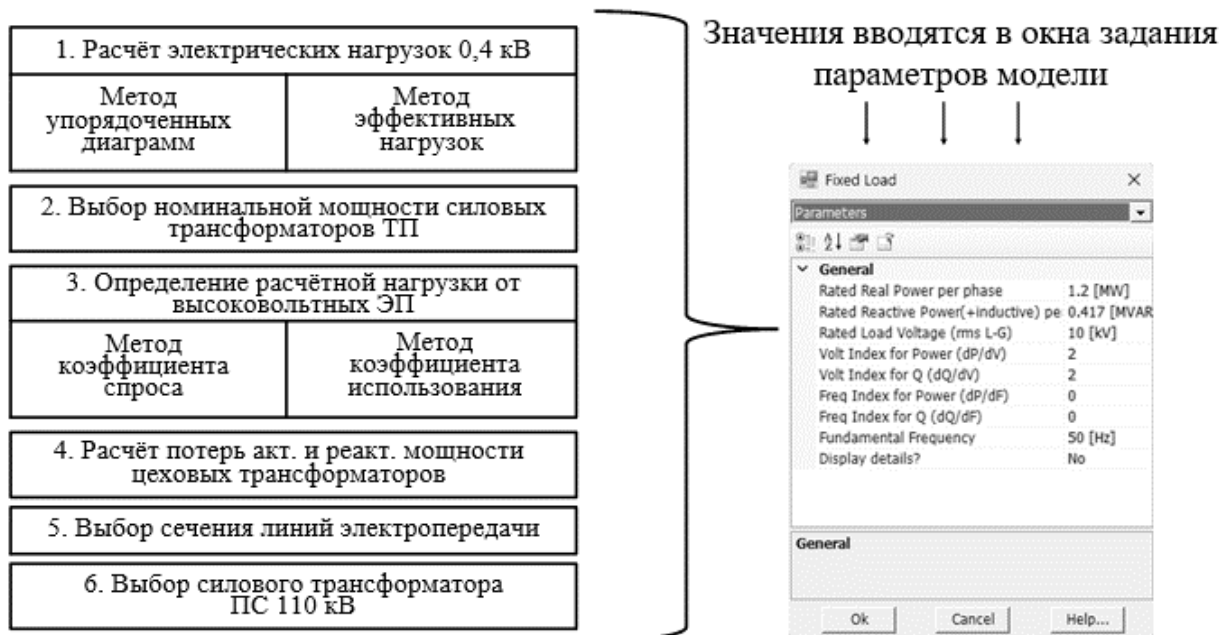 1. Расчёт электрических нагрузок 0,4 кВ
Метод
упорядоченных
диаграмм
Метод
эффективных
нагрузок
2. Выбор номинальной мощности силовых
трансформаторов ТП
3. Определение расчётной нагрузки от
высоковольтных ЭП
Метод
коэффициента
спроса
Метод
коэффициента
использования
4. Расчёт потерь акт. и реакт. мощности
цеховых трансформаторов
5. Выбор сечения линий электропередачи
6. Выбор силового трансформатора
ПС 110 кВ
Значения вводятся в окна задания
параметров модели
Fixed Load
Parameters
General
Rated Real Power per phase 1.2 [MW]
Rated Reactive Power(+inductive) pe 0.417 [MVAR
Rated Load Voltage (rms L-G) 10 [kV]
Volt Index for Power (dP/dV) 2
Volt Index for Q (dQ/dV) 2
Freq Index for Power (dP/dF) 0
Freq Index for Q (dQ/dF) 0
Fundamental Frequency 50 [Hz]
Display details? No
General
Ok Cancel Help...